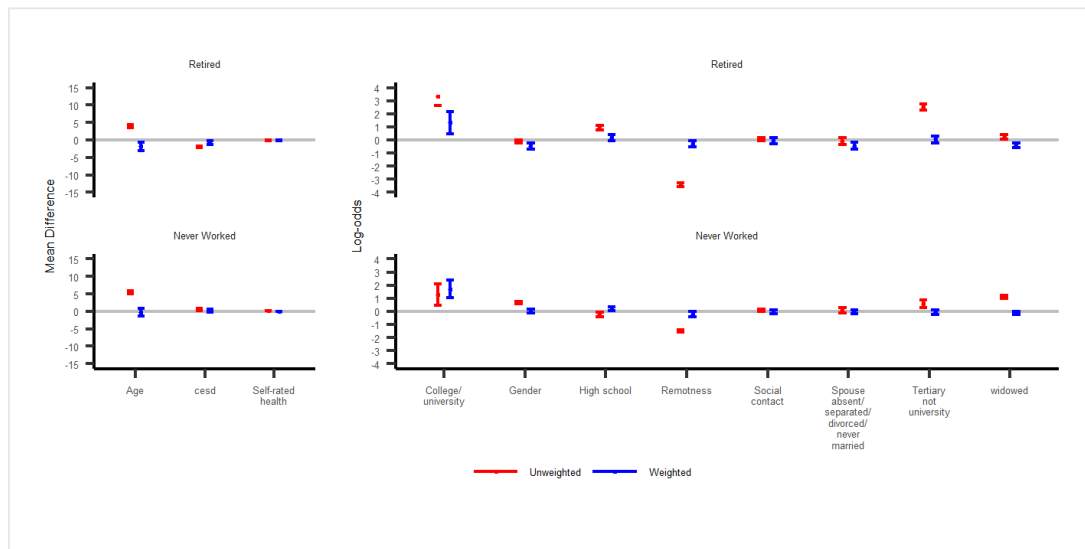 Retired
Retired
15
10
5
0
-5
-10
-15
4
3
2
1
0
-1
-2
-3
-4
Mean Difference
Log-odds
Never Worked
Never Worked
15
10
5
0
-5
-10
-15
4
3
2
1
0
-1
-2
-3
-4
Age
cesd
Self-rated
health
College/
university
Gender
High school
Remotness
Social
contact
Spouse
absent/
separated/
divorced/
never
married
Tertiary
not
university
widowed
Unweighted
Weighted